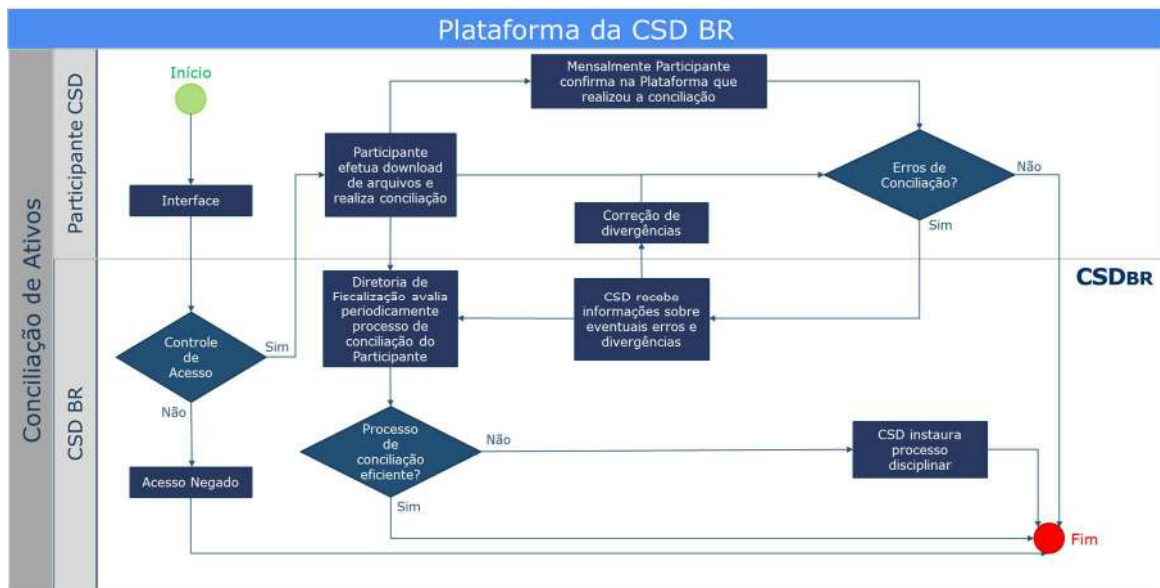 Plataforma da CSD BR
Conciliação de Ativos
Participante CSD
CSD BR
Início
Interface
Controle
de
Acesso
Sim
Não
Acesso Negado
Participante
efetua download
de arquivos e
realiza conciliação
Mensalmente Participante
confirma na Plataforma que
realizou a conciliação
Erros de
Conciliação?
Não
Sim
Correção de
divergências
CSD recebe
informações sobre
eventuais erros e
divergências
Diretoria de
Fiscalização avalia
periodicamente
processo de
conciliação do
Participante
CSDBR
Processo
de
conciliação
eficiente?
Não
Sim
CSD instaura
processo
disciplinar
Fim